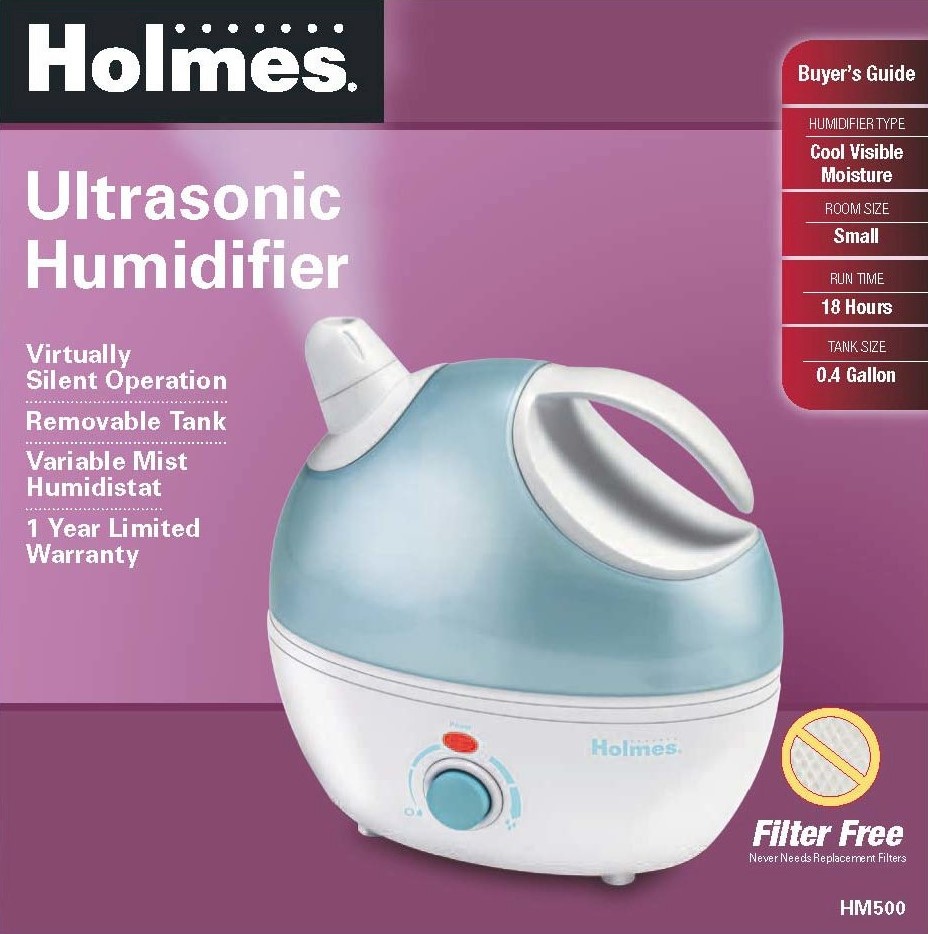 Holmes.
Ultrasonic
Humidifier
Virtually
Silent Operation
Removable Tank
Variable Mist
Humidistat
1 Year Limited
Warranty
Buyer's Guide
HUMIDIFIER TYPE
Cool Visible
Moisture
ROOM SIZE
Small
RUN TIME
18 Hours
TANK SIZE
0.4 Gallon
Power
Holmes.
Filter Free
Never Needs Replacement Filters
HM500